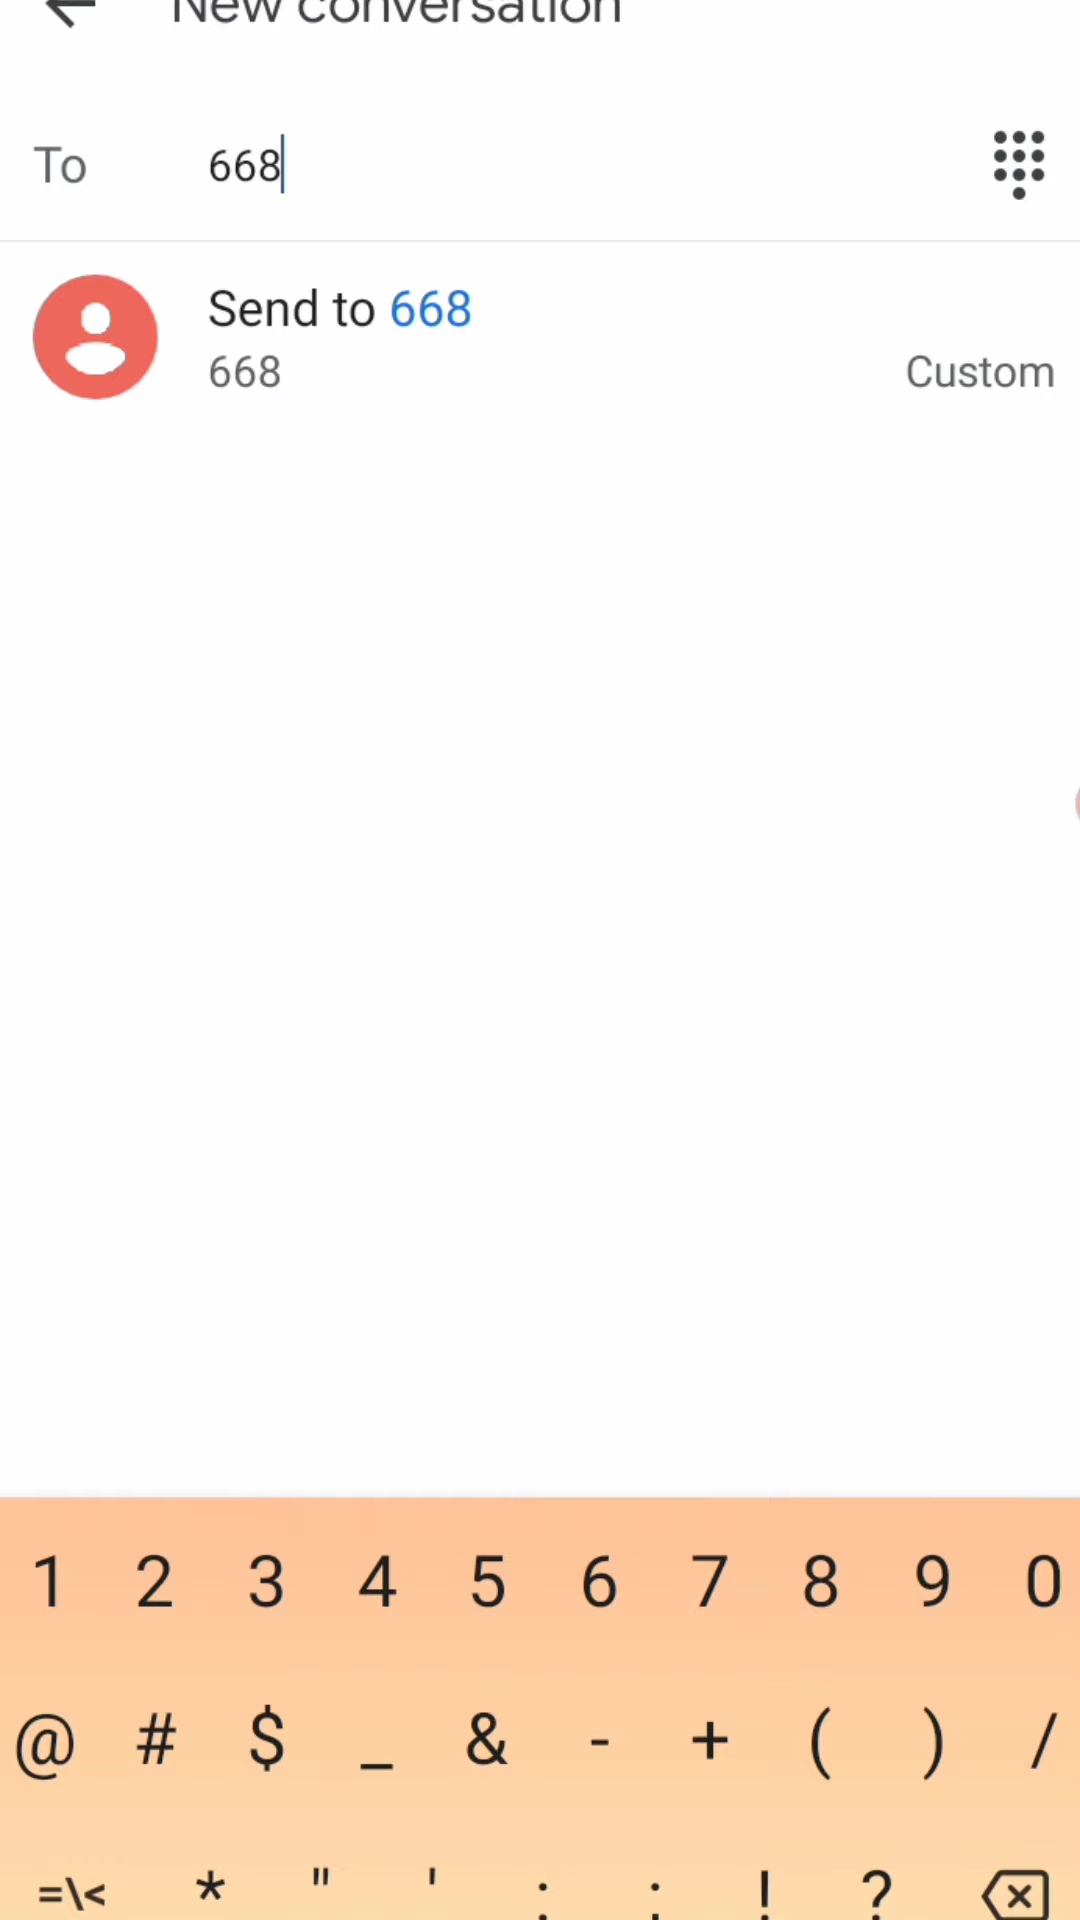 New conversation
To 668
Send to 668
668 Custom
1 2 3 4 5 6 7 8 9 0
@ # $ _ & - + ( ) /
=\< * " ' : ; ! ?